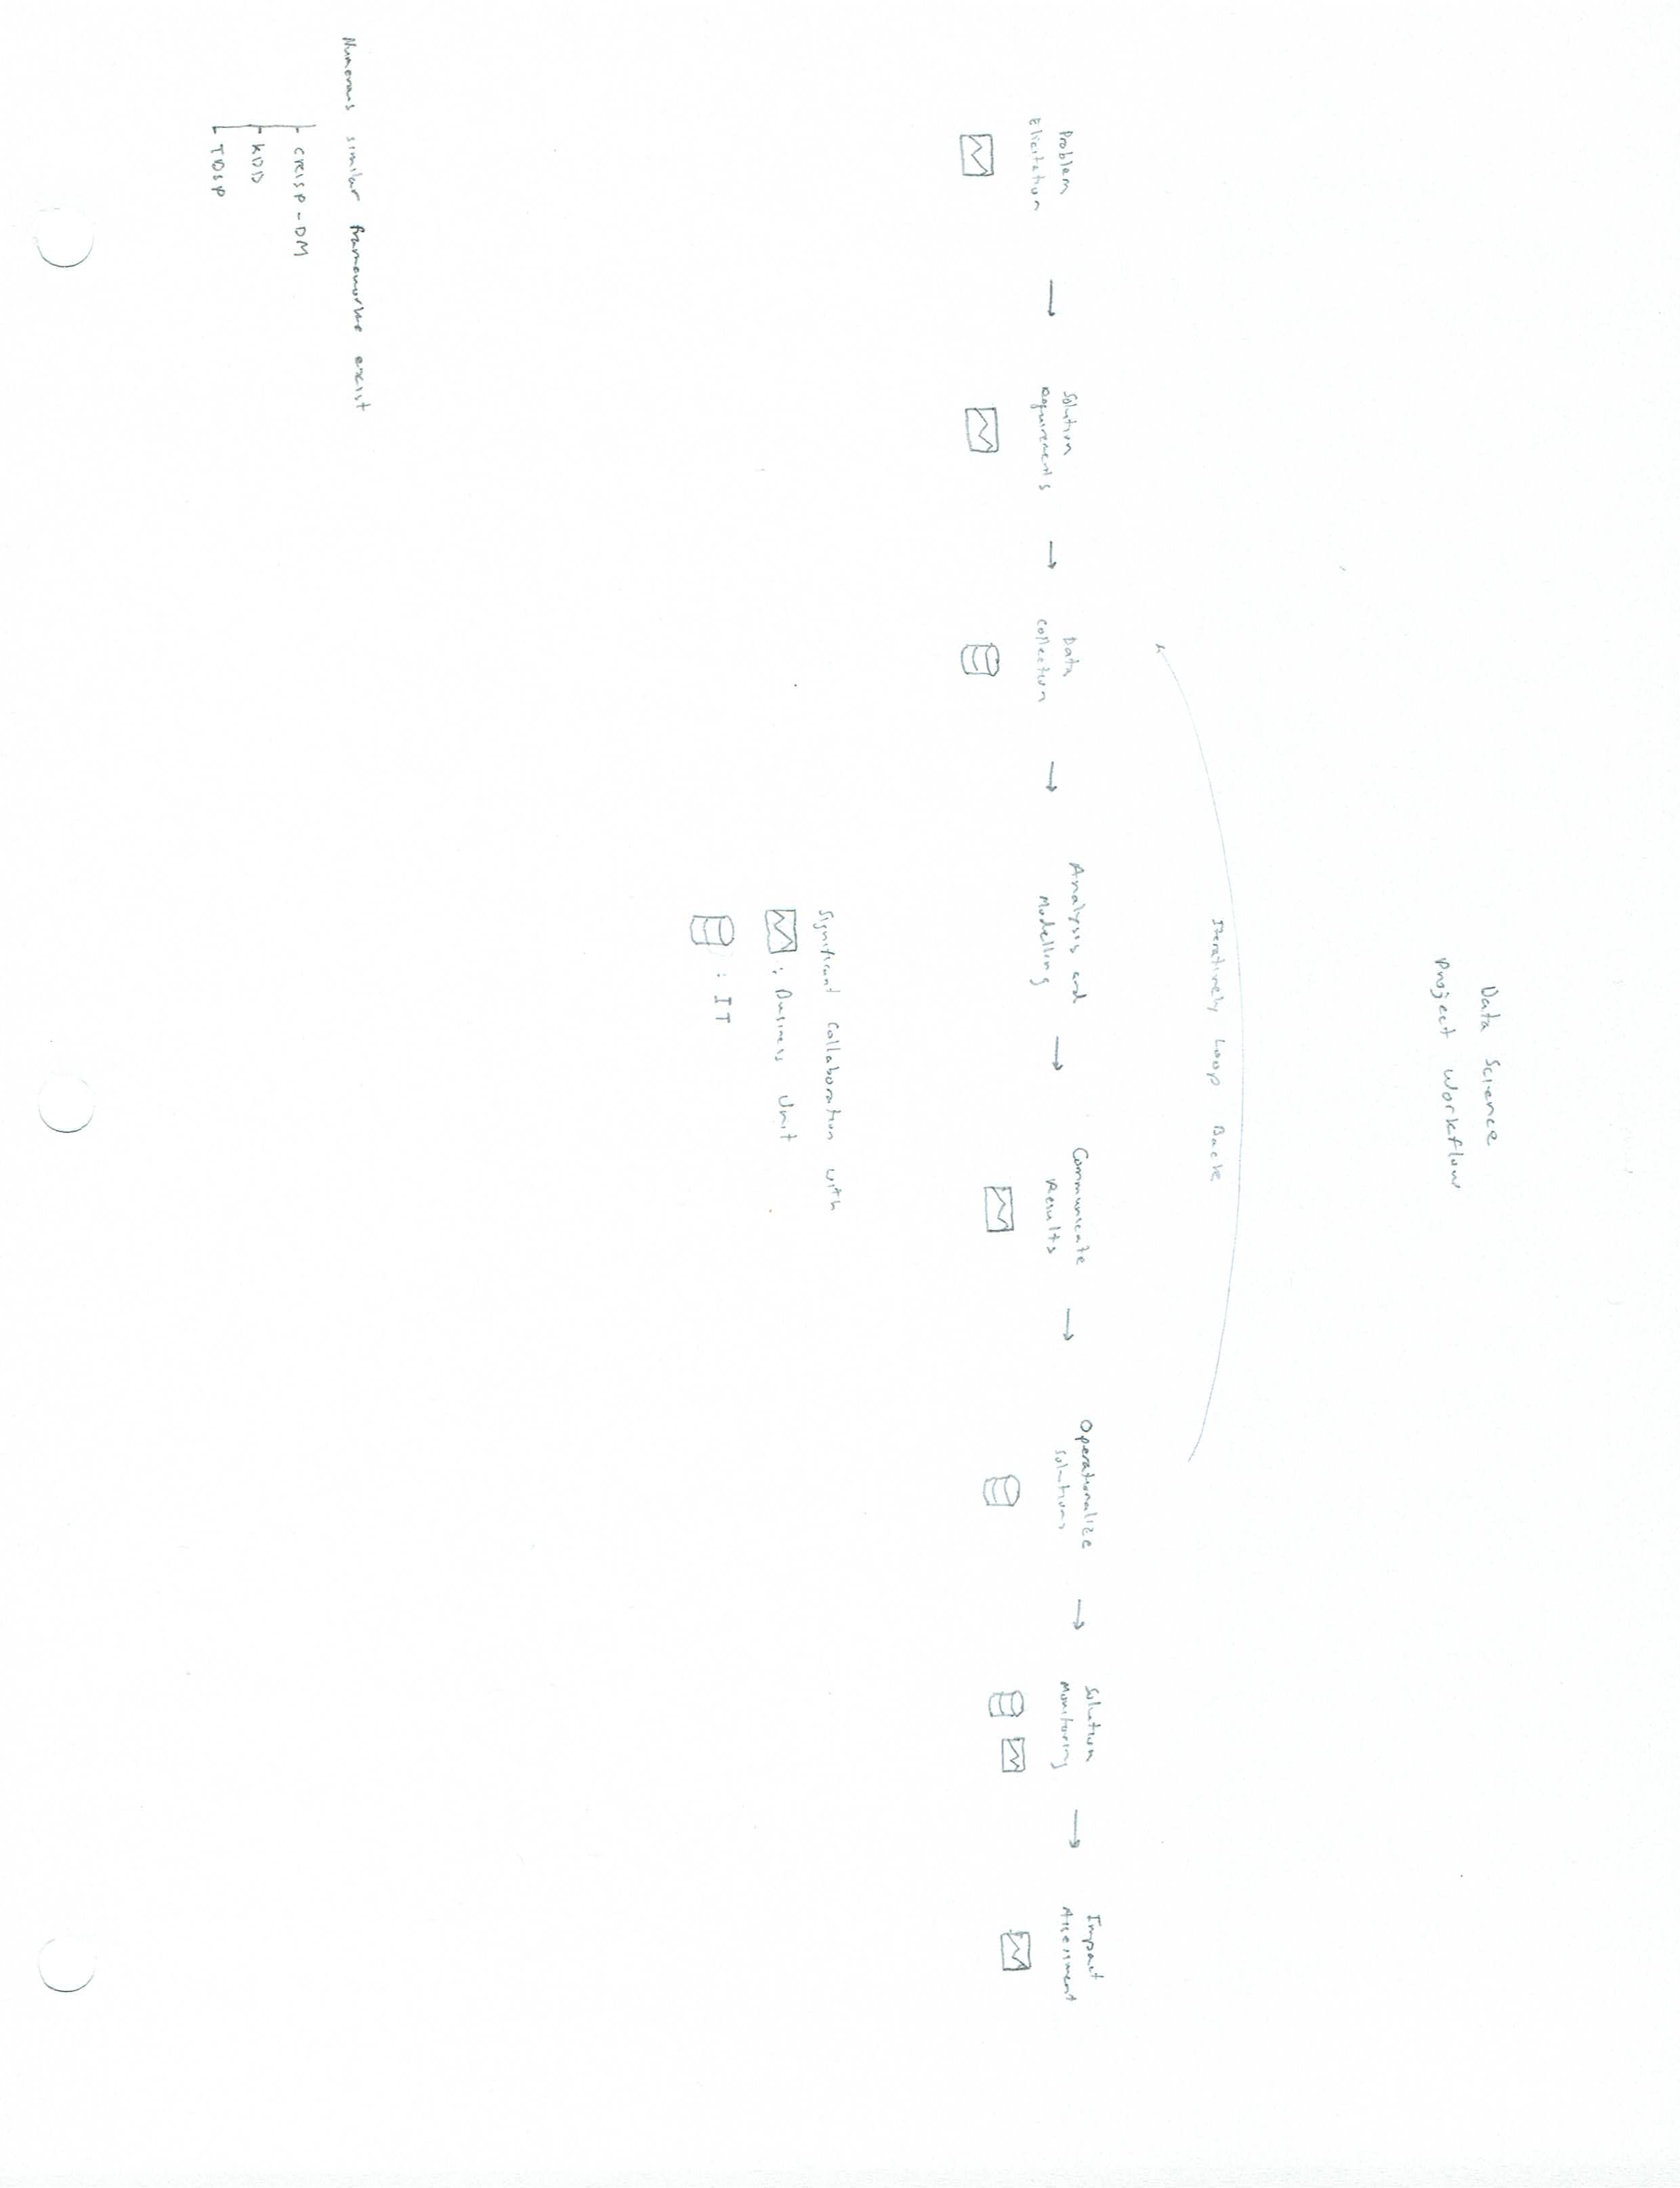 Data Science
Project Workflow
Iteratively Loop Back
Problem
Elicitation
Solution
Requirements
Data
Collection
Analysis and
Modelling
Communicate
Results
Operationalize
Solutions
Solution
Monitoring
Impact
Assessment
Significant Collaboration with
: Business Unit
: IT
Numerous similar frameworks exist
CRISP-DM
KDD
TDSP